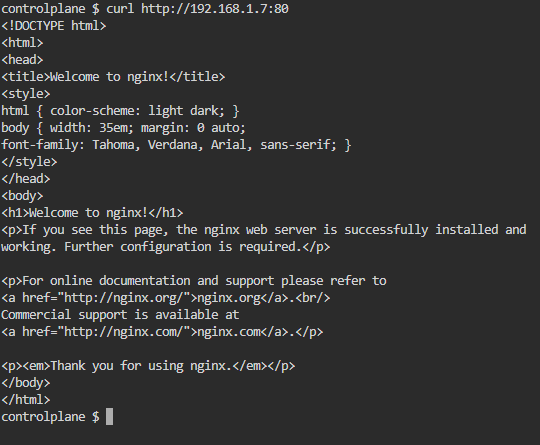 controlplane $ curl http://192.168.1.7:80
<!DOCTYPE html>
<html>
<head>
<title>Welcome to nginx!</title>
<style>
html { color-scheme: light dark; }
body { width: 35em; margin: 0 auto;
font-family: Tahoma, Verdana, Arial, sans-serif; }
</style>
</head>
<body>
<h1>Welcome to nginx!</h1>
<p>If you see this page, the nginx web server is successfully installed and
working. Further configuration is required.</p>

<p>For online documentation and support please refer to
<a href="http://nginx.org/">nginx.org</a>.<br/>
Commercial support is available at
<a href="http://nginx.com/">nginx.com</a>.</p>

<p><em>Thank you for using nginx.</em></p>
</body>
</html>
controlplane $